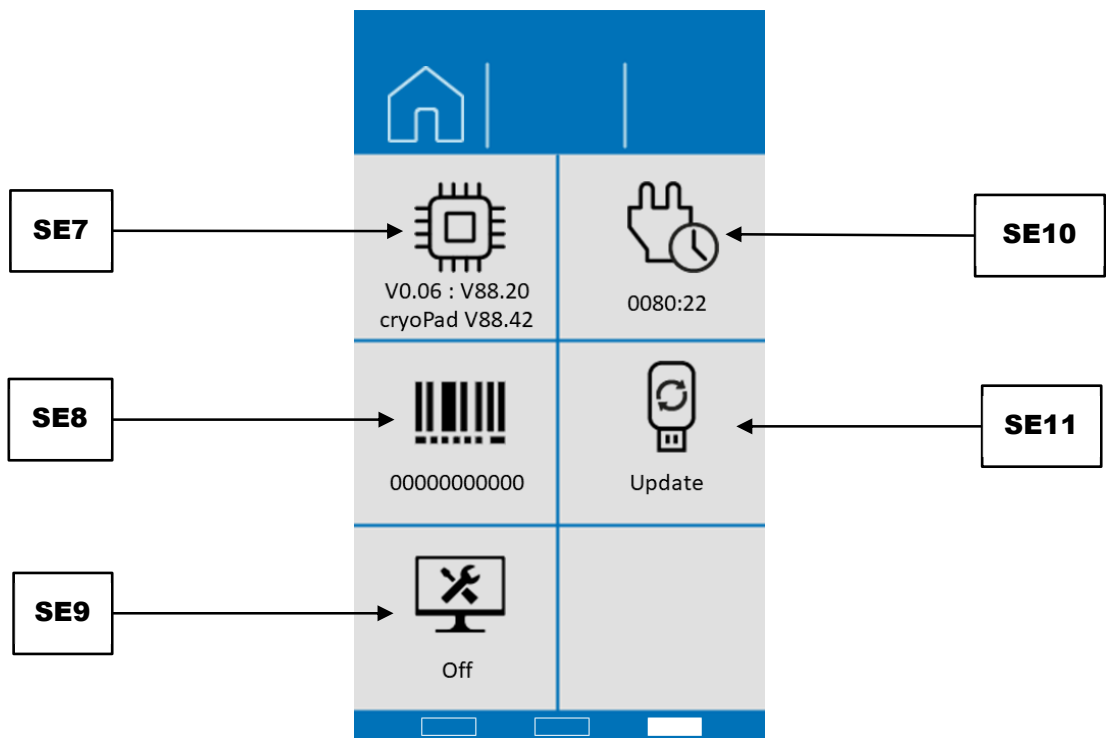 SE7
V0.06 : V88.20
cryoPad V88.42
SE10
0080:22
SE8
00000000000
SE11
Update
SE9
Off